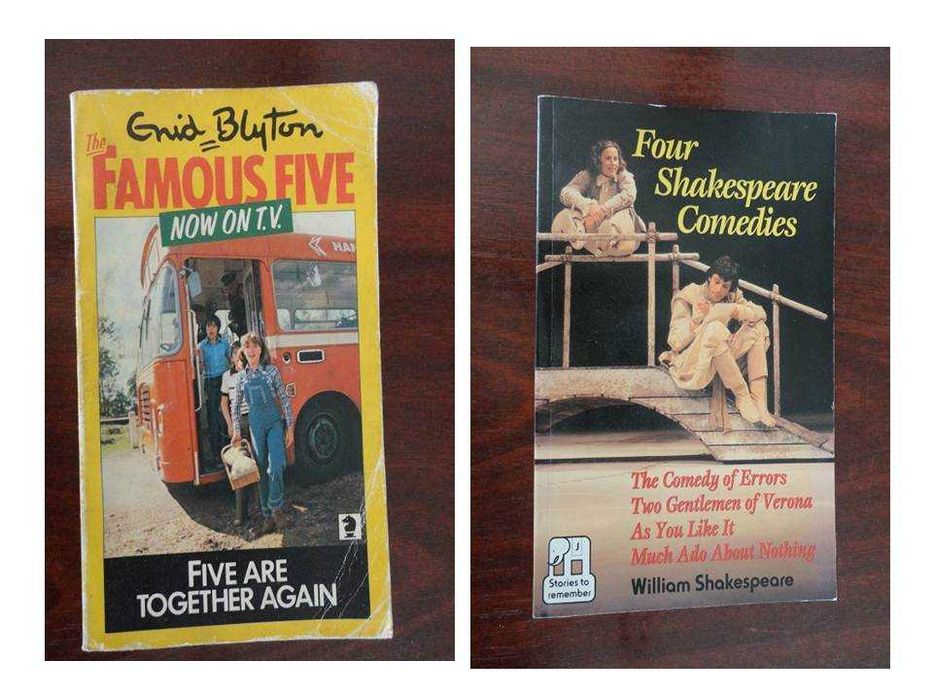 Enid Blyton
The
FAMOUS FIVE
NOW ON T.V.
HAN
FIVE ARE
TOGETHER AGAIN
Four
Shakespeare
Comedies
The Comedy of Errors
Two Gentlemen of Verona
As You Like It
Much Ado About Nothing
William Shakespeare
Stories to
remember